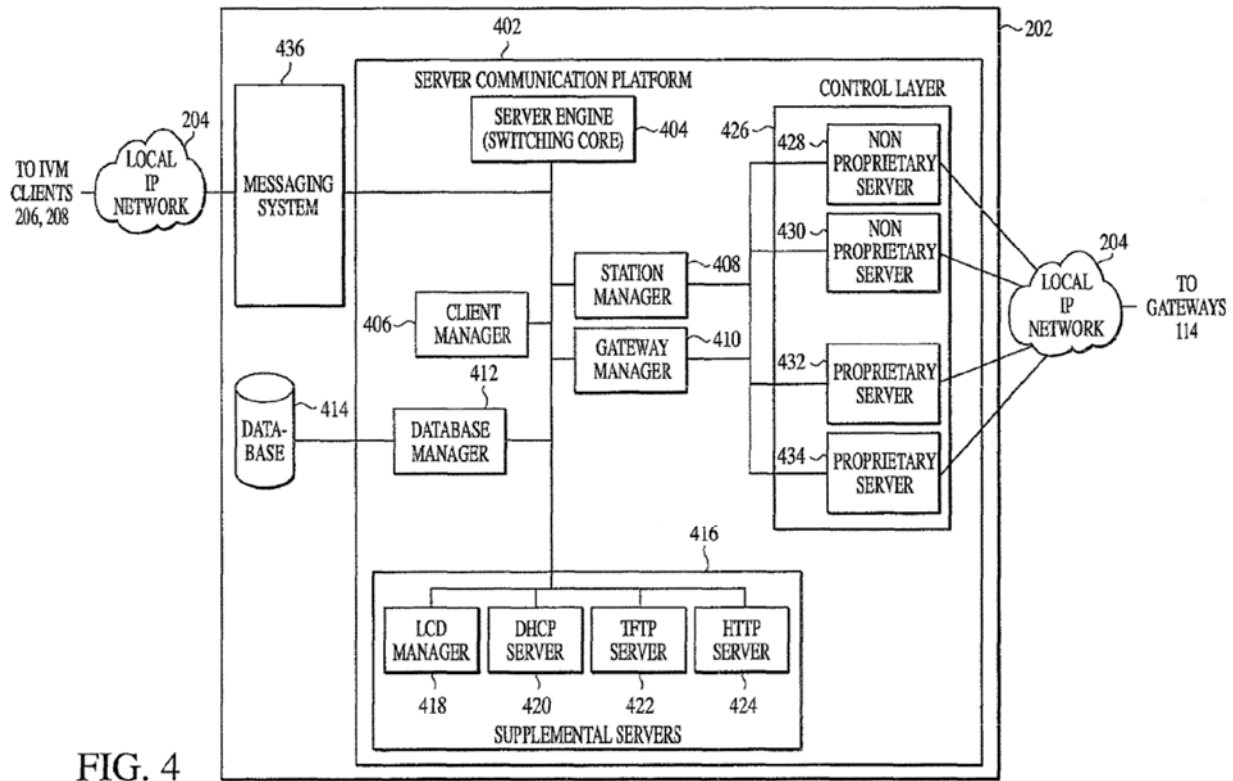 202
402
436
SERVER COMMUNICATION PLATFORM
CONTROL LAYER
SERVER ENGINE
(SWITCHING CORE)
404
426
428
NON
PROPRIETARY
SERVER
204
LOCAL
IP
NETWORK
TO IVM
CLIENTS
206, 208
MESSAGING
SYSTEM
430
NON
PROPRIETARY
SERVER
204
LOCAL
IP
NETWORK
TO
GATEWAYS
114
STATION
MANAGER
408
CLIENT
MANAGER
406
GATEWAY
MANAGER
410
432
PROPRIETARY
SERVER
412
414
DATA-
BASE
DATABASE
MANAGER
434
PROPRIETARY
SERVER
416
LCD
MANAGER
DHCP
SERVER
TFTP
SERVER
HTTP
SERVER
418
420
422
424
SUPPLEMENTAL SERVERS
FIG. 4